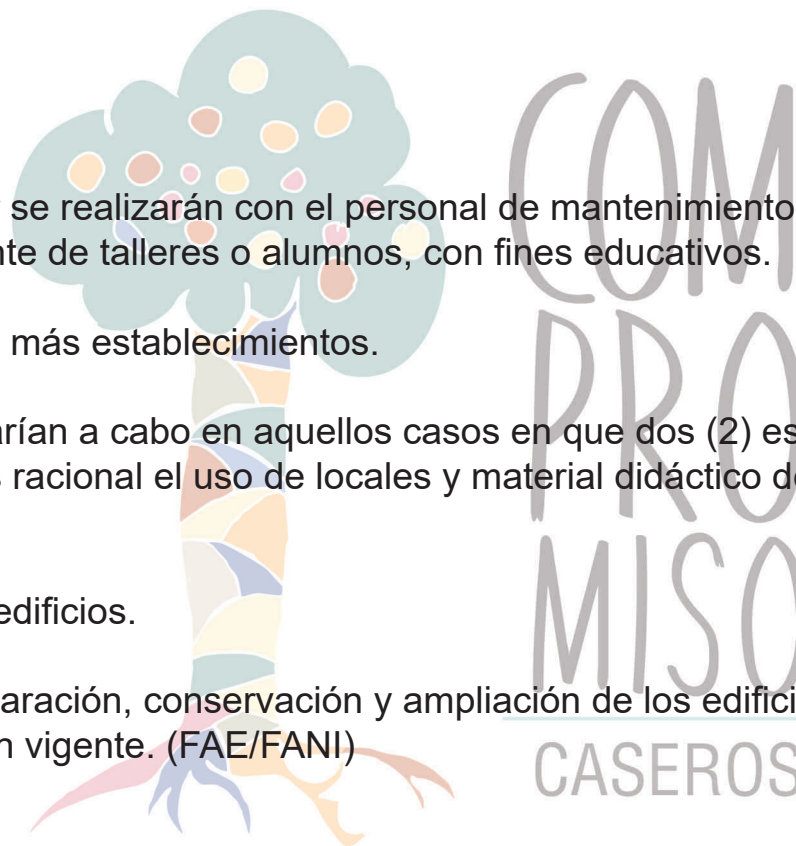 se realizarán con el personal de mantenimiento
nte de talleres o alumnos, con fines educativos.
más establecimientos.
arían a cabo en aquellos casos en que dos (2) es
racional el uso de locales y material didáctico d
edificios.
aración, conservación y ampliación de los edifici
n vigente. (FAE/FANI)
COM
PRO
MISO
CASEROS